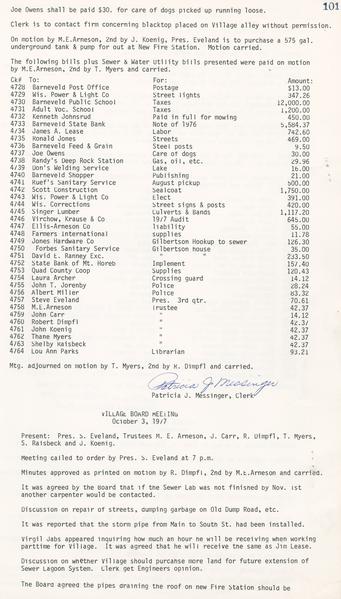 101
Joe Owens shall be paid $30. for care of dogs picked up running loose.
Clerk is to contact firm concerning blacktop placed on Village alley without permission.
On motion by M.E.Arneson, 2nd by J. Koenig, Pres. Eveland is to purchase a 575 gal.
underground tank & pump for out at New Fire Station. Motion carried.
The following bills plus Sewer & Water Utility bills presented were paid on motion
by M.E.Arneson, 2nd by T. Myers and carried.
Ck# To: For: Amount:
4728 Barneveld Post Office Postage $13.00
4729 Wis. Power & Light Co Street lights 347.26
4730 Barneveld Public School Taxes 12,000.00
4731 Adult Voc. School Taxes 1,200.00
4732 Kenneth Johnsrud Paid in full for mowing 450.00
4733 Barneveld State Bank Note of 1976 5,584.37
4734 James A. Lease Labor 742.60
4735 Ronald Jones Streets 469.00
4736 Barneveld Feed & Grain Steel posts 9.50
4737 Joe Owens Care of dogs 30.00
4738 Randy's Deep Rock Station Gas, oil, etc. 29.96
4739 Don's Welding Service Lake 16.00
4740 Barneveld Shopper Publishing 21.00
4741 Ruef's Sanitary Service August pickup 500.00
4742 Scott Construction Sealcoat 1,750.00
4743 Wis. Power & Light Co Elect 391.00
4744 Wis. Corrections Street signs & posts 420.00
4745 Singer Lumber Culverts & Bands 1,117.20
4746 Virchow, Krause & Co 19/7 Audit 645.00
4747 Ellis-Arneson Co liability 55.00
4748 Farmers international supplies 11.78
4749 Jones Hardware Co Gilbertson Hookup to sewer 126.30
4750 Forbes Sanitary Service Gilbertson house 35.00
4751 David E. Ranney Exc. " " 233.50
4752 State Bank of Mt. Horeb Implement 157.40
4753 Quad County Coop Supplies 120.43
4754 Laura Archer Crossing guard 14.12
4755 John T. Jorenby Police 28.24
4756 Albert Miller Police 83.32
4757 Steve Eveland Pres. 3rd qtr. 70.61
4758 M.E.Arneson Trustee 42.37
4759 John Carr " 14.12
4760 Robert Dimpfl " 42.37
4761 John Koenig " 42.37
4762 Thane Myers " 42.37
4763 Shelby Raisbeck " 42.37
4764 Lou Ann Parks Librarian 93.21
Mtg. adjourned on motion by T. Myers, 2nd by H. Dimpfl and carried.
Patricia J. Messinger
Patricia J. Messinger, Clerk
VILLAGE BOARD MEETING
October 3, 19/7
Present: Pres. S. Eveland, Trustees M. E. Arneson, J. Carr, R. Dimpfl, T. Myers,
S. Raisbeck and J. Koenig.
Meeting called to order by Pres. S. Eveland at 7 p.m.
Minutes approved as printed on motion by R. Dimpfl, 2nd by M.E.Arneson and carried.
It was agreed by the Board that if the Sewer Lab was not finished by Nov. 1st
another carpenter would be contacted.
Discussion on repair of streets, dumping garbage on Old Dump Road, etc.
It was reported that the storm pipe from Main to South St. had been installed.
Virgil Jabs appeared inquiring how much an hour he will be receiving when working
parttime for Village. It was agreed that he will receive the same as Jim Lease.
Discussion on whether Village should purchase more land for future extension of
Sewer Lagoon System. Clerk get Engineers opinion.
The Board agreed the pipes draining the roof on new Fire Station should be